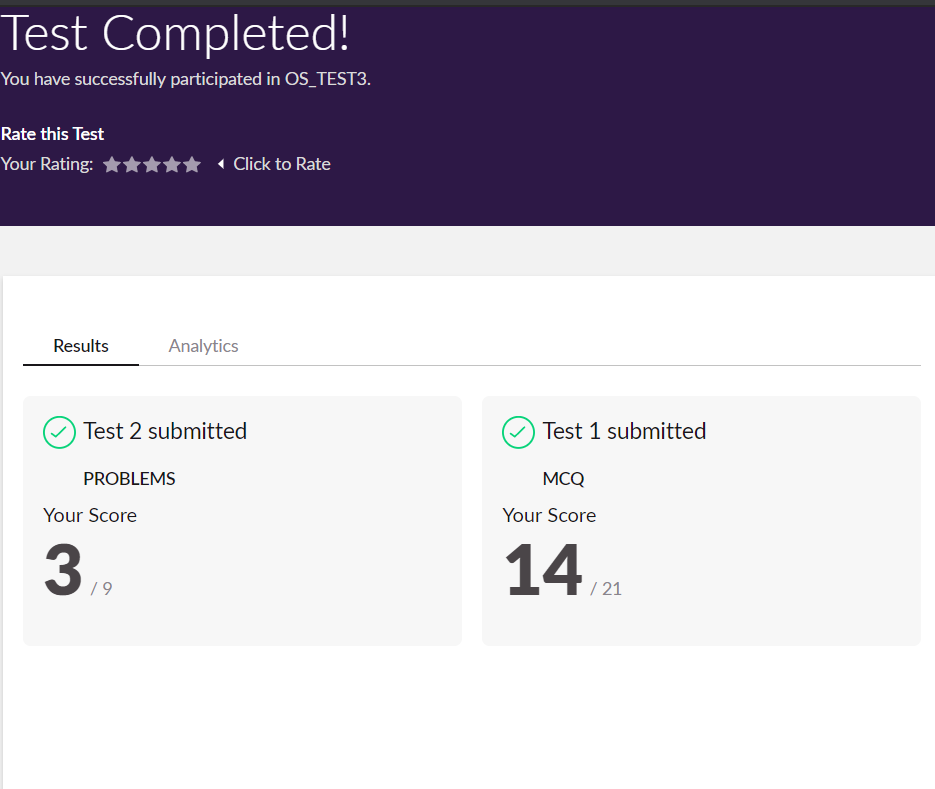 Test Completed!
You have successfully participated in OS_TEST3.
Rate this Test
Your Rating:
Click to Rate
Results
Analytics
Test 2 submitted
PROBLEMS
Your Score
3 / 9
Test 1 submitted
MCQ
Your Score
14 / 21